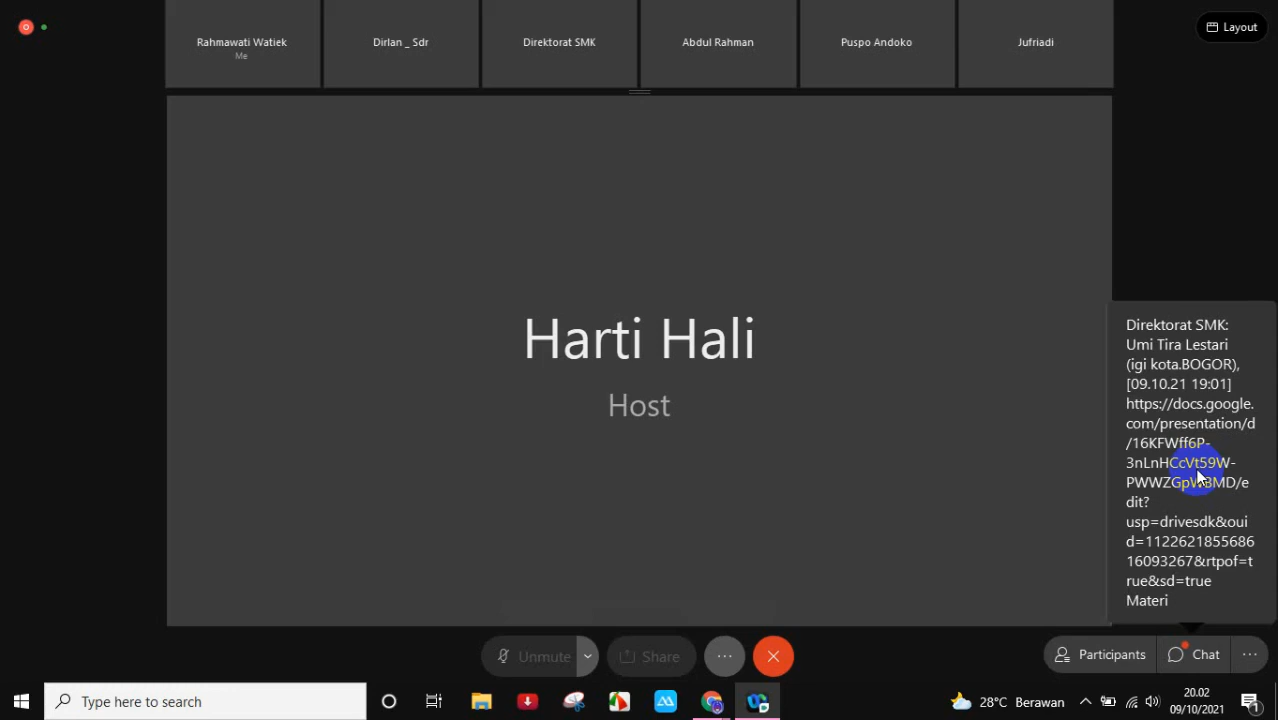 Layout
Rahmawati Watiek
Me
Dirlan _ Sdr
Direktorat SMK
Abdul Rahman
Puspo Andoko
Jufriadi
Harti Hali
Host
Direktorat SMK:
Umi Tira Lestari
(igi kota.BOGOR),
[09.10.21 19:01]
https://docs.google.
com/presentation/d
/16KFWff6P-
3nLnHCcVt59W-
PWWZGpWBMD/e
dit?
usp=drivesdk&oui
d=1122621855686
16093267&rtpof=t
rue&sd=true
Materi
Unmute
Share
Participants
Chat
Type here to search
28°C Berawan
20.02
09/10/2021
1